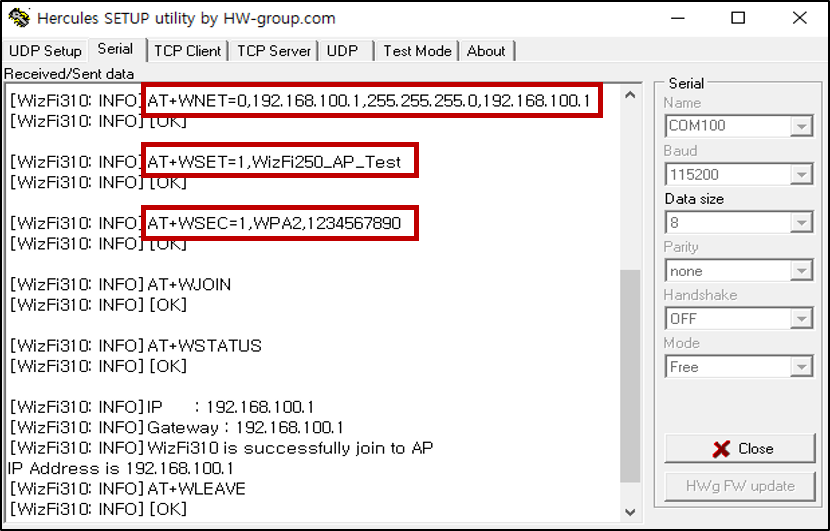 Hercules SETUP utility by HW-group.com
UDP Setup Serial TCP Client TCP Server UDP Test Mode About
Received/Sent data
[WizFi310: INFO] AT+WNET=0,192.168.100.1,255.255.255.0,192.168.100.1
[WizFi310: INFO] [OK]
[WizFi310: INFO] AT+WSET=1,WizFi250_AP_Test
[WizFi310: INFO] [OK]
[WizFi310: INFO] AT+WSEC=1,WPA2,1234567890
[WizFi310: INFO] [OK]
[WizFi310: INFO] AT+WJOIN
[WizFi310: INFO] [OK]
[WizFi310: INFO] AT+WSTATUS
[WizFi310: INFO] [OK]
[WizFi310: INFO] IP : 192.168.100.1
[WizFi310: INFO] Gateway : 192.168.100.1
[WizFi310: INFO] WizFi310 is successfully join to AP
IP Address is 192.168.100.1
[WizFi310: INFO] AT+WLEAVE
[WizFi310: INFO] [OK]
Serial
Name
COM100
Baud
115200
Data size
8
Parity
none
Handshake
OFF
Mode
Free
Close
HWg FW update